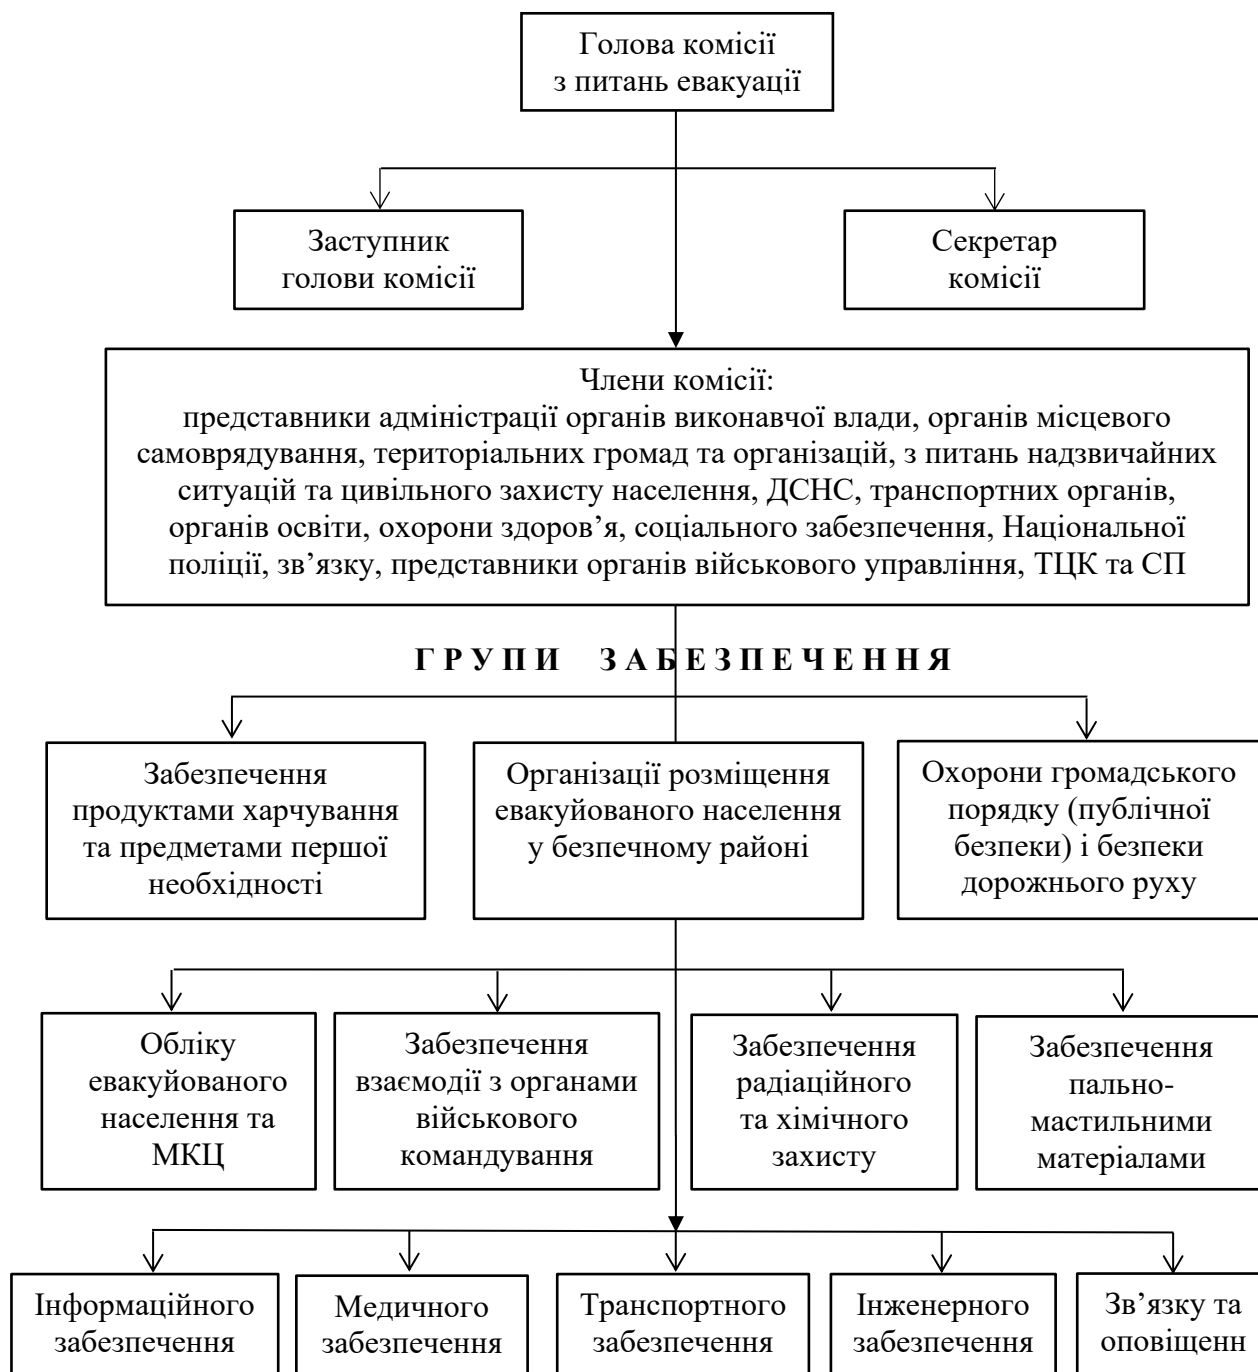 Голова комісії
з питань евакуації
Заступник
голови комісії
Секретар
комісії
Члени комісії:
представники адміністрації органів виконавчої влади, органів місцевого
самоврядування, територіальних громад та організацій, з питань надзвичайних
ситуацій та цивільного захисту населення, ДСНС, транспортних органів,
органів освіти, охорони здоров’я, соціального забезпечення, Національної
поліції, зв’язку, представники органів військового управління, ТЦК та СП
ГРУПИ ЗАБЕЗПЕЧЕННЯ
Забезпечення
продуктами харчування
та предметами першої
необхідності
Організації розміщення
евакуйованого населення
у безпечному районі
Охорони громадського
порядку (публічної
безпеки) і безпеки
дорожнього руху
Обліку
евакуйованого
населення та
МКЦ
Забезпечення
взаємодії з органами
військового
командування
Забезпечення
радіаційного
та хімічного
захисту
Забезпечення
пально-
мастильними
матеріалами
Інформаційного
забезпечення
Медичного
забезпечення
Транспортного
забезпечення
Інженерного
забезпечення
Зв’язку та
оповіщенн